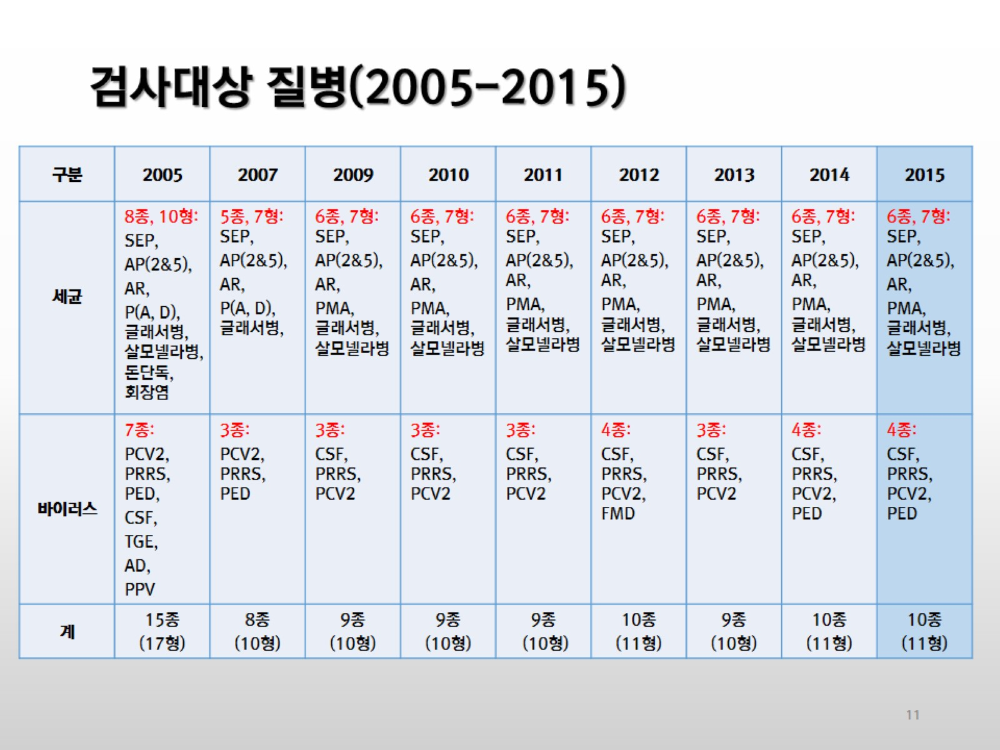 검사대상 질병(2005-2015)
구분 2005 2007 2009 2010 2011 2012 2013 2014 2015
세균
8종, 10형:
SEP,
AP(2&5),
AR,
P(A, D),
글래서병,
살모넬라병,
돈단독,
회장염
5종, 7형:
SEP,
AP(2&5),
AR,
P(A, D),
글래서병,
6종, 7형:
SEP,
AP(2&5),
AR,
PMA,
글래서병,
살모넬라병
6종, 7형:
SEP,
AP(2&5),
AR,
PMA,
글래서병,
살모넬라병
6종, 7형:
SEP,
AP(2&5),
AR,
PMA,
글래서병,
살모넬라병
6종, 7형:
SEP,
AP(2&5),
AR,
PMA,
글래서병,
살모넬라병
6종, 7형:
SEP,
AP(2&5),
AR,
PMA,
글래서병,
살모넬라병
6종, 7형:
SEP,
AP(2&5),
AR,
PMA,
글래서병,
살모넬라병
6종, 7형:
SEP,
AP(2&5),
AR,
PMA,
글래서병,
살모넬라병
바이러스
7종:
PCV2,
PRRS,
PED,
CSF,
TGE,
AD,
PPV
3종:
PCV2,
PRRS,
PED
3종:
CSF,
PRRS,
PCV2
3종:
CSF,
PRRS,
PCV2
3종:
CSF,
PRRS,
PCV2
4종:
CSF,
PRRS,
PCV2,
FMD
3종:
CSF,
PRRS,
PCV2
4종:
CSF,
PRRS,
PCV2,
PED
4종:
CSF,
PRRS,
PCV2,
PED
계
15종
(17형)
8종
(10형)
9종
(10형)
9종
(10형)
9종
(10형)
10종
(11형)
9종
(10형)
10종
(11형)
10종
(11형)
11